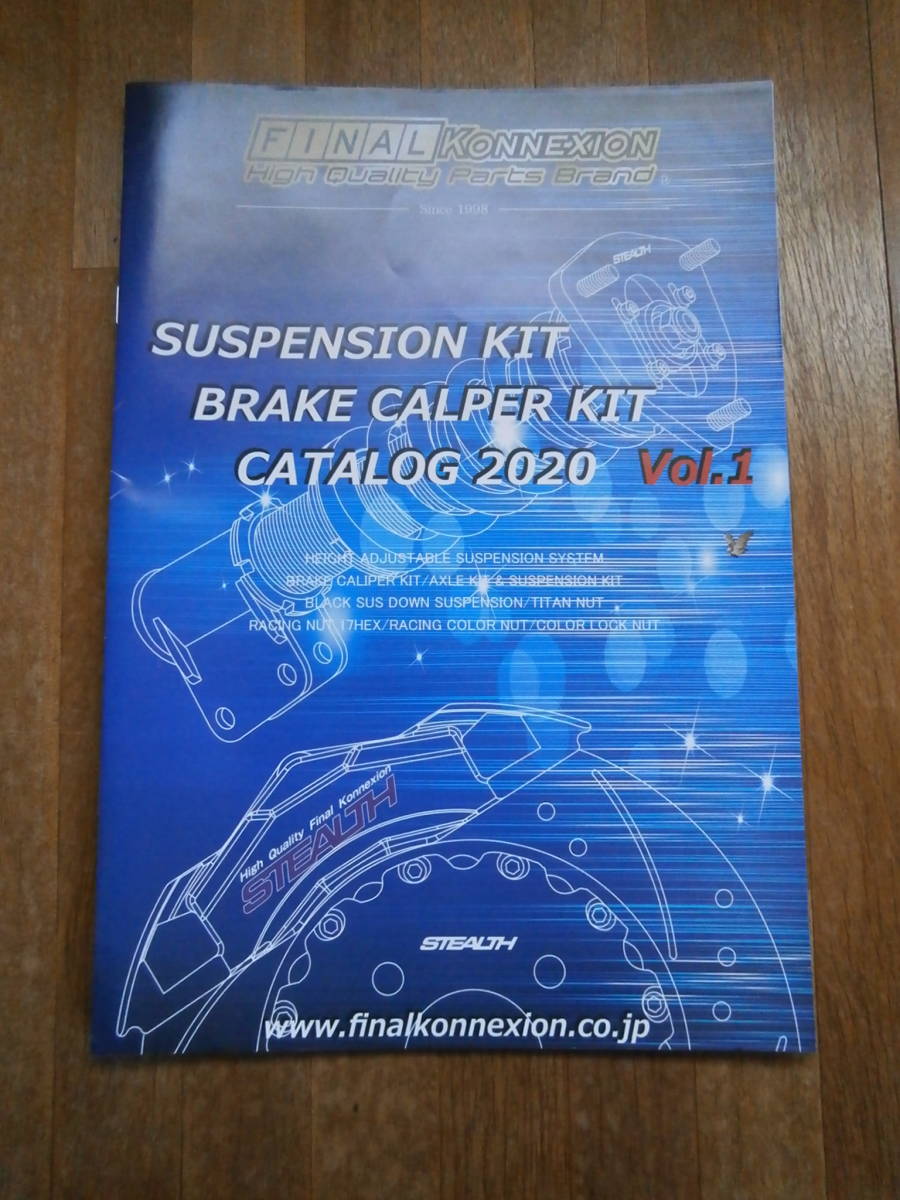 FINAL KONNEXION
High Quality Parts Brand
Since 1998
STEALTH
SUSPENSION KIT
BRAKE CALPER KIT
CATALOG 2020 Vol.1
HEIGHT ADJUSTABLE SUSPENSION SYSTEM
BRAKE CALIPER KIT/AXLE KIT & SUSPENSION KIT
BLACK SUS DOWN SUSPENSION/TITAN NUT
RACING NUT 17HEX/RACING COLOR NUT/COLOR LOCK NUT
High Quality Final Konnexion
STEALTH
STEALTH
www.finalkonnexion.co.jp